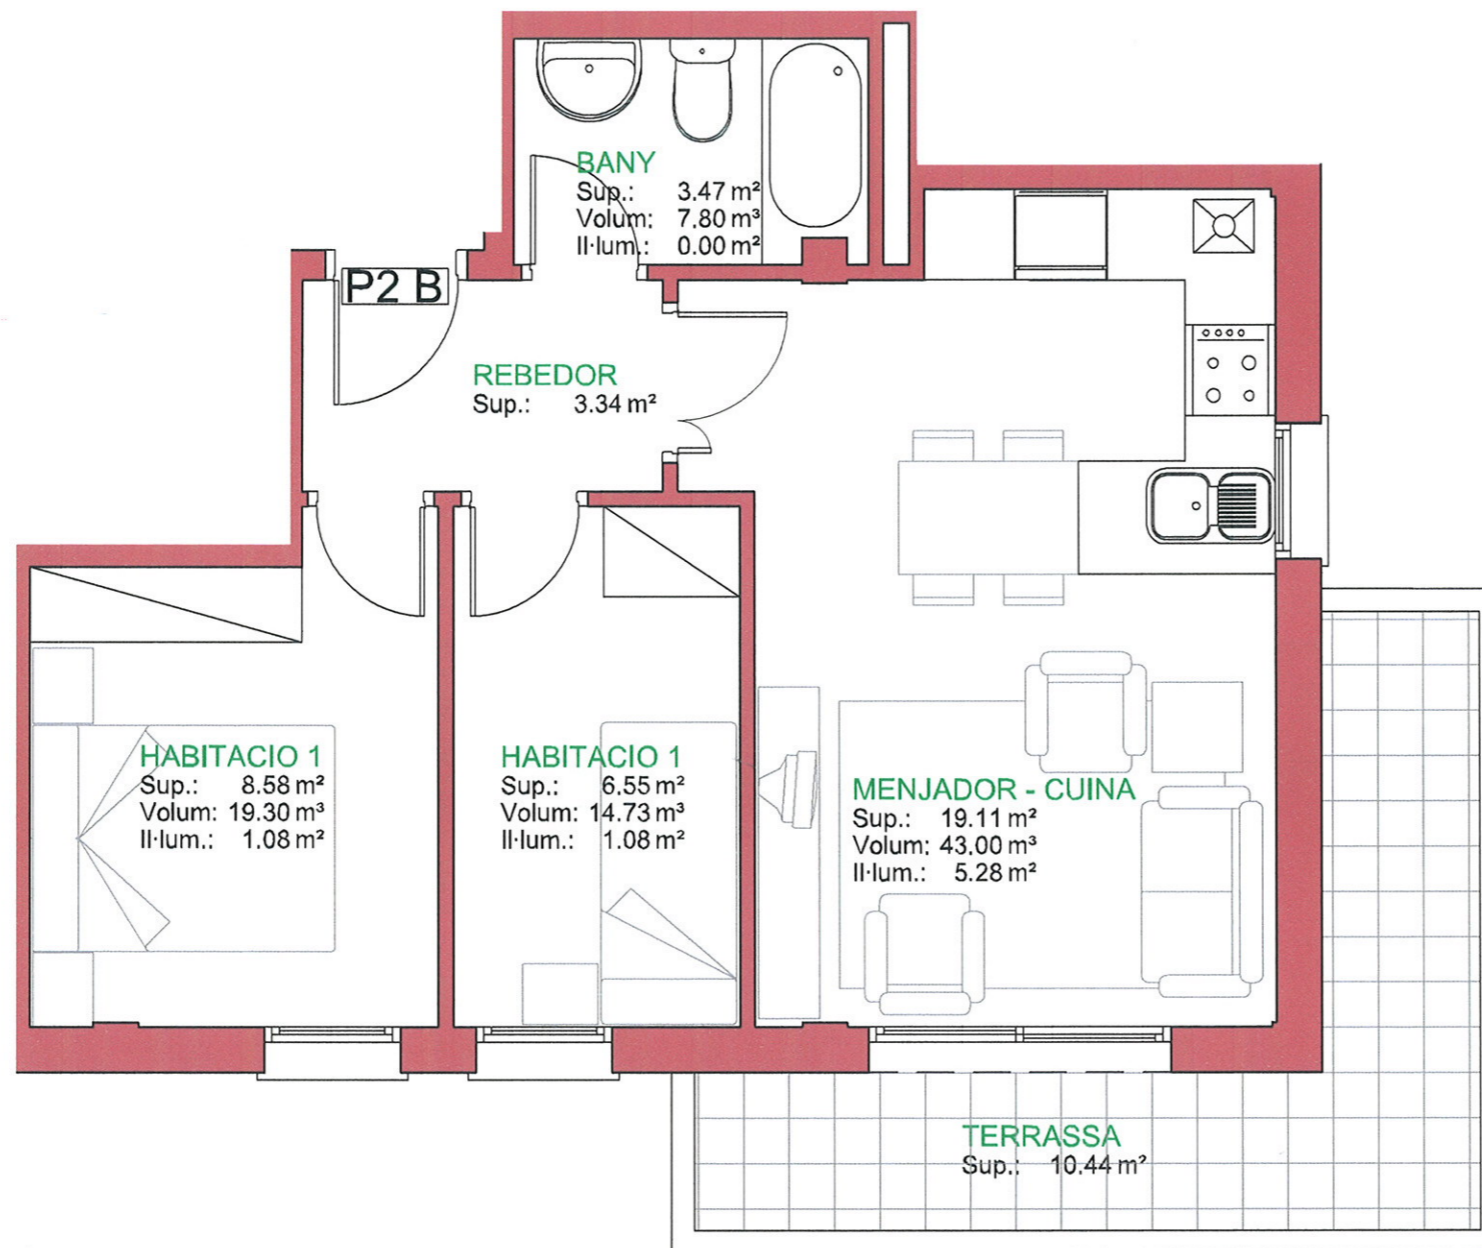 BANY
Sup.: 3.47 m²
Volum: 7.80 m³
Il·lum.: 0.00 m²
P2 B
REBEDOR
Sup.: 3.34 m²
HABITACIO 1
Sup.: 8.58 m²
Volum: 19.30 m³
Il·lum.: 1.08 m²
HABITACIO 1
Sup.: 6.55 m²
Volum: 14.73 m³
Il·lum.: 1.08 m²
MENJADOR - CUINA
Sup.: 19.11 m²
Volum: 43.00 m³
Il·lum.: 5.28 m²
TERRASSA
Sup.: 10.44 m²